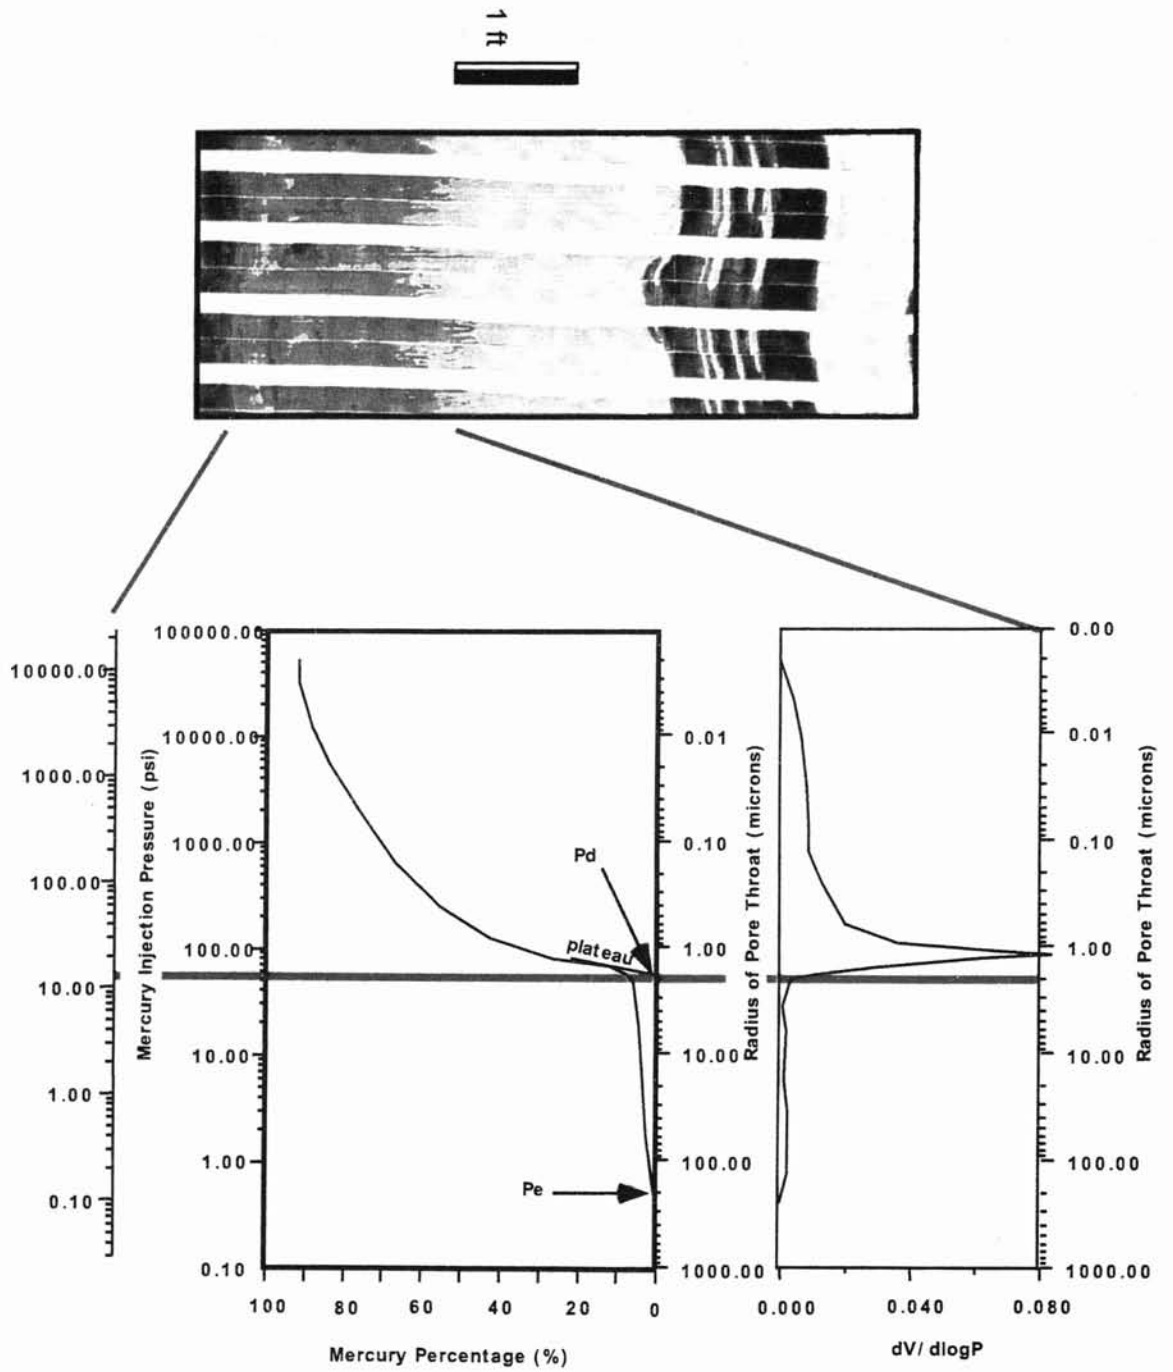 1 ft
10000.00
1000.00
100.00
10.00
1.00
0.10
Mercury Injection Pressure (psi)
100000.00
10000.00
1000.00
100.00
10.00
1.00
0.10
Pd
plateau
Pe
100 80 60 40 20 0
Mercury Percentage (%)
0.01
0.10
1.00
10.00
100.00
1000.00
Radius of Pore Throat (microns)
0.000 0.040 0.080
dV/ dlogP
0.00
0.01
0.10
1.00
10.00
100.00
1000.00
Radius of Pore Throat (microns)